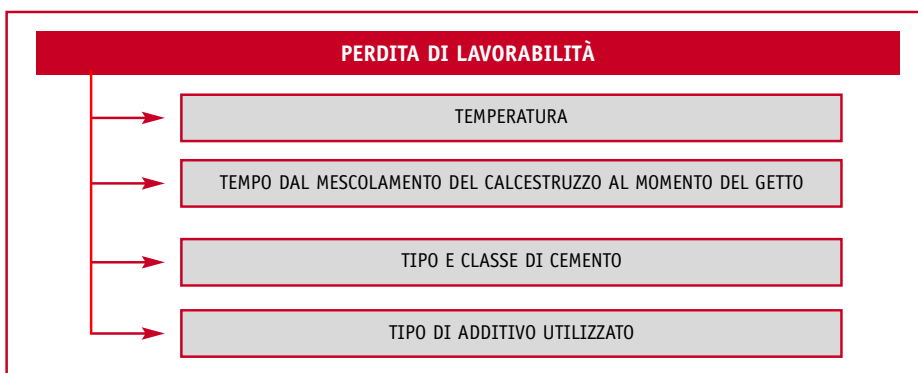 PERDITA DI LAVORABILITÀ
TEMPERATURA
TEMPO DAL MESCOLAMENTO DEL CALCESTRUZZO AL MOMENTO DEL GETTO
TIPO E CLASSE DI CEMENTO
TIPO DI ADDITIVO UTILIZZATO